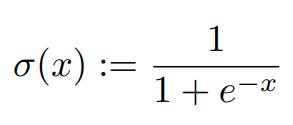 σ(x) := 1 / (1 + e^{-x})